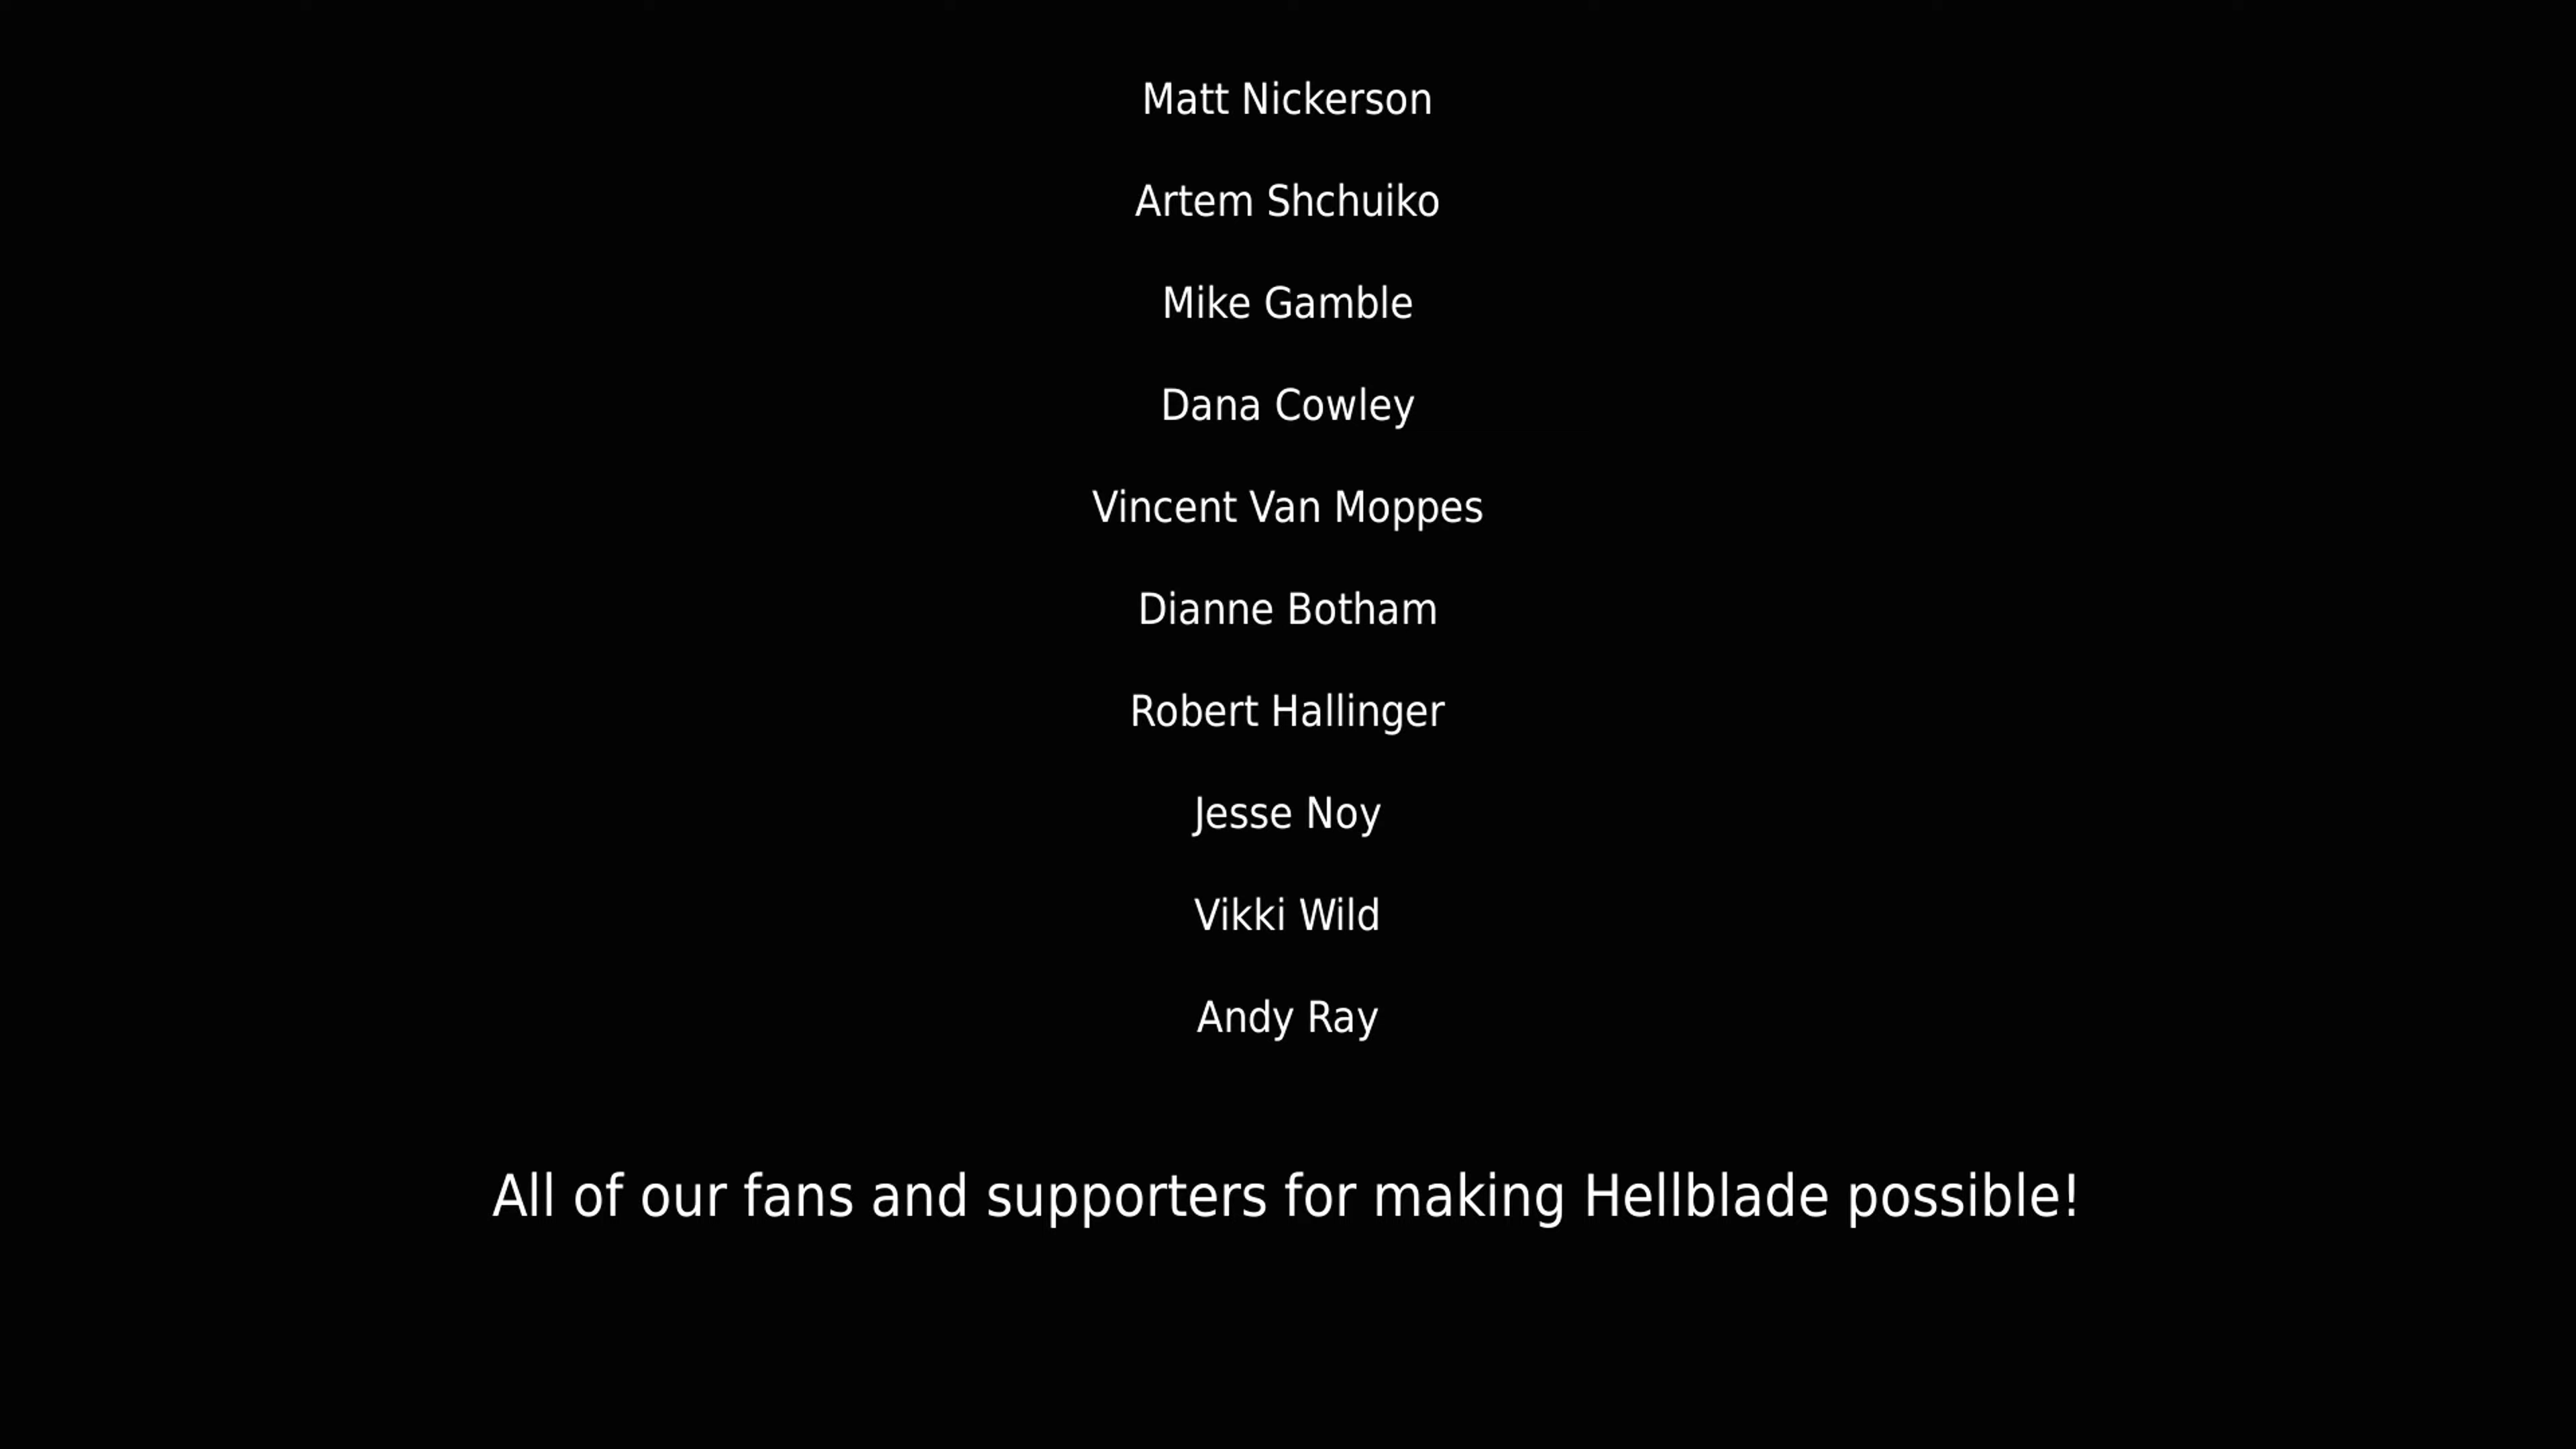 Matt Nickerson
Artem Shchuiko
Mike Gamble
Dana Cowley
Vincent Van Moppes
Dianne Botham
Robert Hallinger
Jesse Noy
Vikki Wild
Andy Ray
All of our fans and supporters for making Hellblade possible!